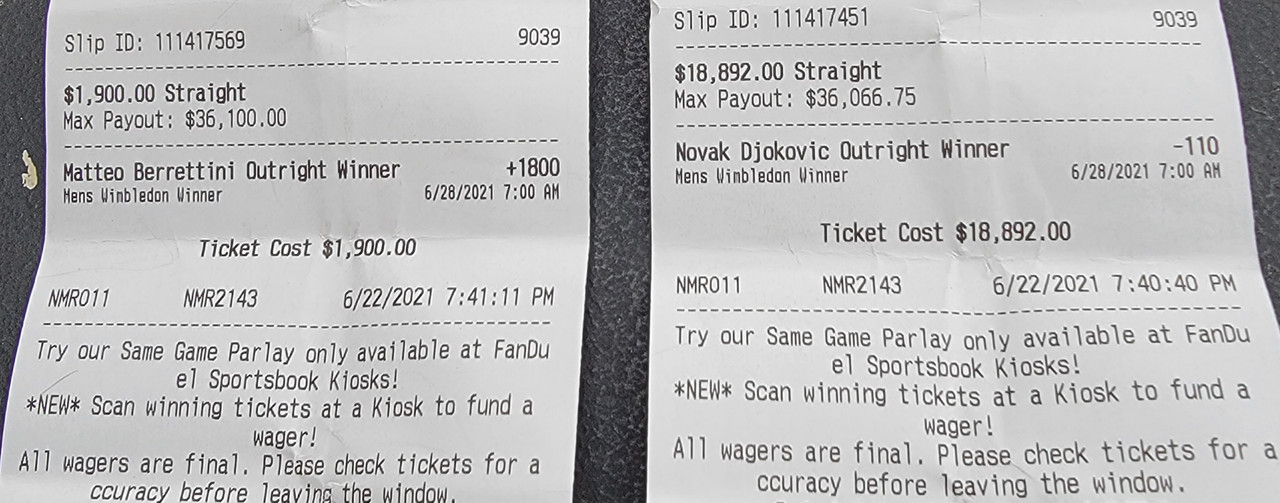 Slip ID: 111417569 9039
$1,900.00 Straight
Max Payout: $36,100.00
Matteo Berrettini Outright Winner +1800
Mens Wimbledon Winner 6/28/2021 7:00 AM
Ticket Cost $1,900.00
NMR011 NMR2143 6/22/2021 7:41:11 PM
Try our Same Game Parlay only available at FanDu
el Sportsbook Kiosks!
*NEW* Scan winning tickets at a Kiosk to fund a
wager!
All wagers are final. Please check tickets for a
ccuracy before leaving the window.
Slip ID: 111417451 9039
$18,892.00 Straight
Max Payout: $36,066.75
Novak Djokovic Outright Winner -110
Mens Wimbledon Winner 6/28/2021 7:00 AM
Ticket Cost $18,892.00
NMR011 NMR2143 6/22/2021 7:40:40 PM
Try our Same Game Parlay only available at FanDu
el Sportsbook Kiosks!
*NEW* Scan winning tickets at a Kiosk to fund a
wager!
All wagers are final. Please check tickets for a
ccuracy before leaving the window.